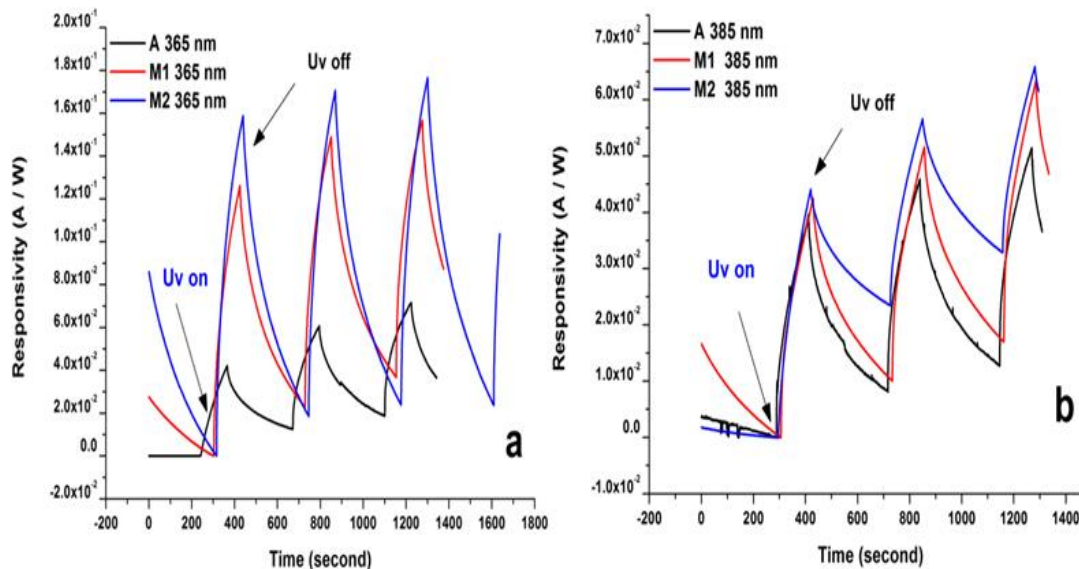 2.0x10⁻¹
1.8x10⁻¹
1.6x10⁻¹
1.4x10⁻¹
1.2x10⁻¹
1.0x10⁻¹
8.0x10⁻²
6.0x10⁻²
4.0x10⁻²
2.0x10⁻²
0.0
-2.0x10⁻²
Responsivity (A / W)
A 365 nm
M1 365 nm
M2 365 nm
Uv off
Uv on
a
-200 0 200 400 600 800 1000 1200 1400 1600 1800
Time (second)
7.0x10⁻²
6.0x10⁻²
5.0x10⁻²
4.0x10⁻²
3.0x10⁻²
2.0x10⁻²
1.0x10⁻²
0.0
-1.0x10⁻²
Responsivity (A / W)
A 385 nm
M1 385 nm
M2 385 nm
Uv off
Uv on
b
-200 0 200 400 600 800 1000 1200 1400
Time (second)